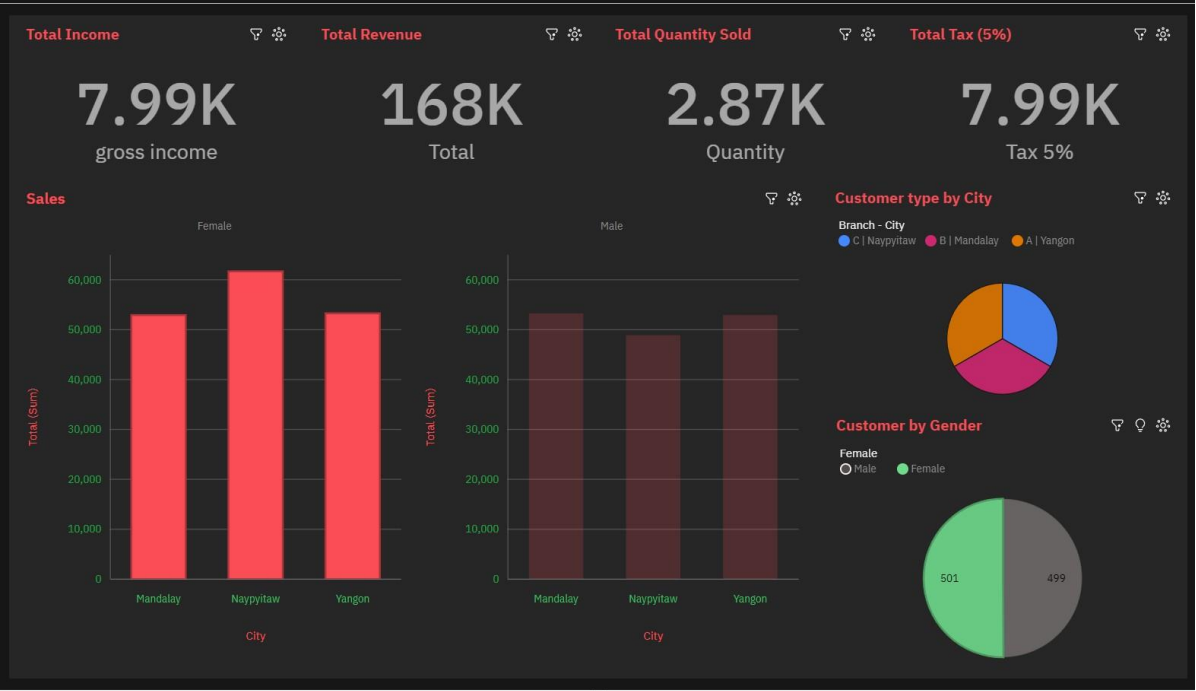 Total Income
7.99K
gross income
Total Revenue
168K
Total
Total Quantity Sold
2.87K
Quantity
Total Tax (5%)
7.99K
Tax 5%
Sales
Female
60,000
50,000
40,000
30,000
20,000
10,000
0
Total (Sum)
Mandalay Naypyitaw Yangon
City
Male
60,000
50,000
40,000
30,000
20,000
10,000
0
Total (Sum)
Mandalay Naypyitaw Yangon
City
Customer type by City
Branch - City
C | Naypyitaw B | Mandalay A | Yangon
Customer by Gender
Female
Male Female
501 499